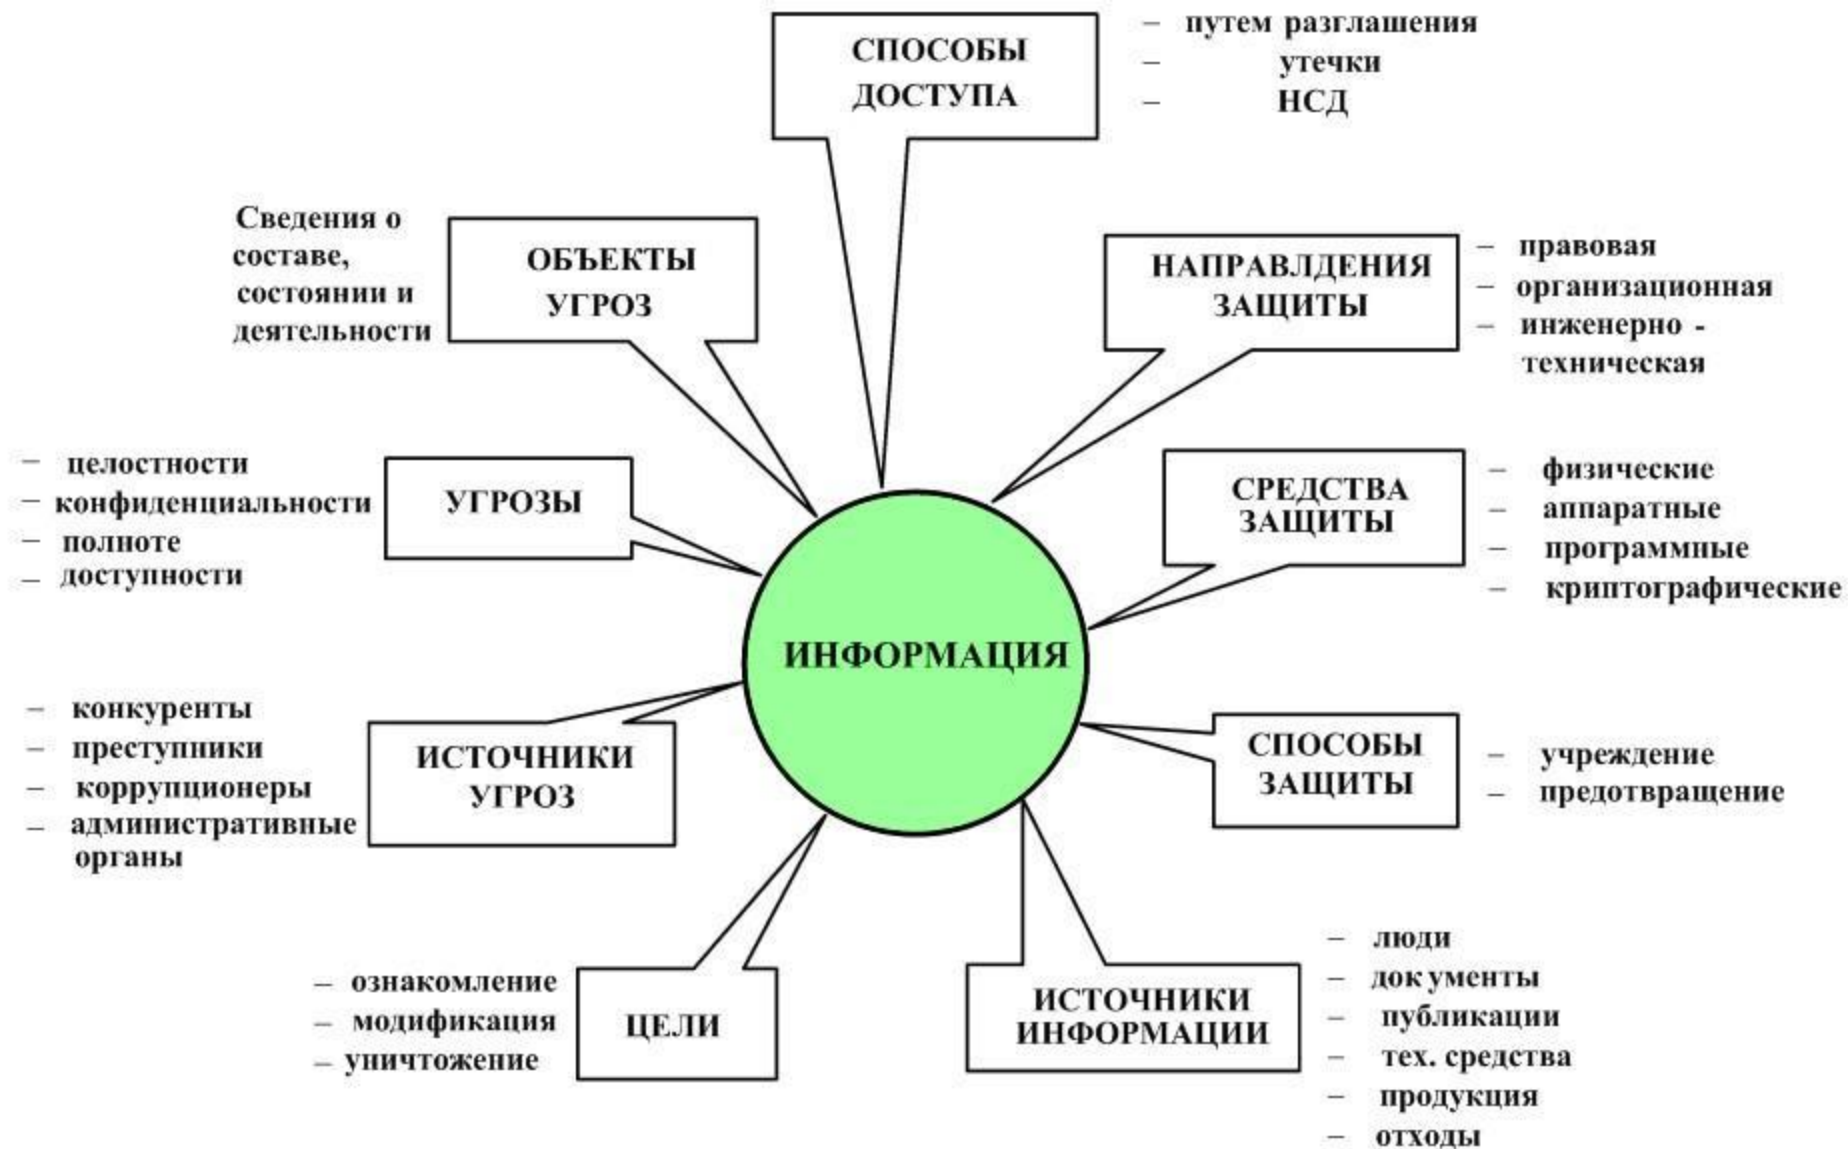 СПОСОБЫ
ДОСТУПА
– путем разглашения
– утечки
– НСД
Сведения о
составе,
состоянии и
деятельности
ОБЪЕКТЫ
УГРОЗ
НАПРАВЛДЕНИЯ
ЗАЩИТЫ
– правовая
– организационная
– инженерно -
техническая
– целостности
– конфиденциальности
– полноте
– доступности
УГРОЗЫ
СРЕДСТВА
ЗАЩИТЫ
– физические
– аппаратные
– программные
– криптографические
ИНФОРМАЦИЯ
– конкуренты
– преступники
– коррупционеры
– административные
органы
ИСТОЧНИКИ
УГРОЗ
СПОСОБЫ
ЗАЩИТЫ
– учреждение
– предотвращение
– ознакомление
– модификация
– уничтожение
ЦЕЛИ
ИСТОЧНИКИ
ИНФОРМАЦИИ
– люди
– док ументы
– публикации
– тех. средства
– продукция
– отходы